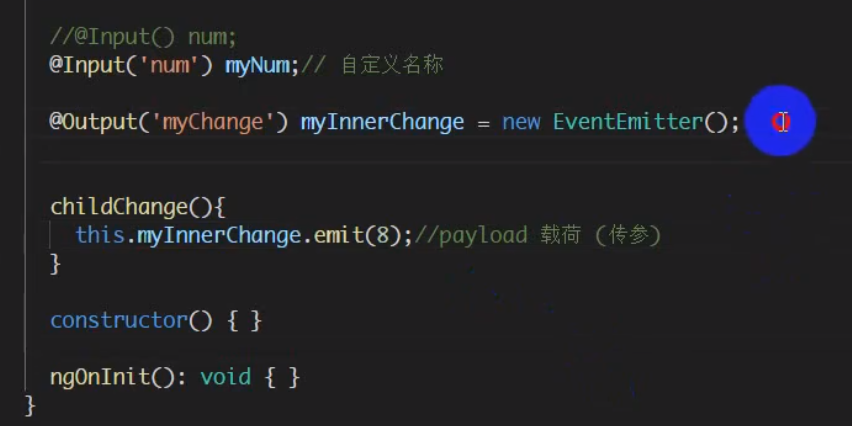 //@Input() num;
@Input('num') myNum;// 自定义名称
@Output('myChange') myInnerChange = new EventEmitter();
childChange(){
this.myInnerChange.emit(8);//payload 载荷 (传参)
}
constructor() { }
ngOnInit(): void { }
}